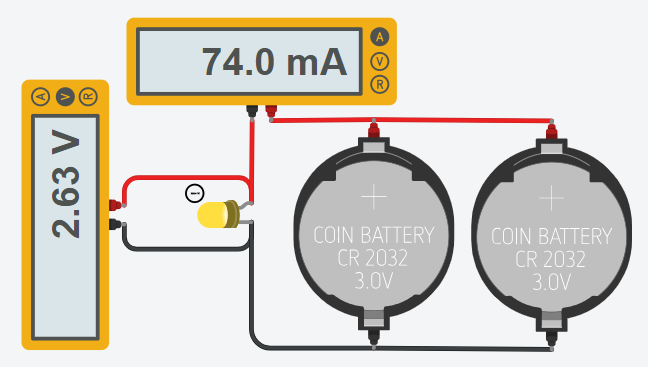 74.0 mA
A
V
R
A
V
R
2.63 V
COIN BATTERY
CR 2032
3.0V
COIN BATTERY
CR 2032
3.0V